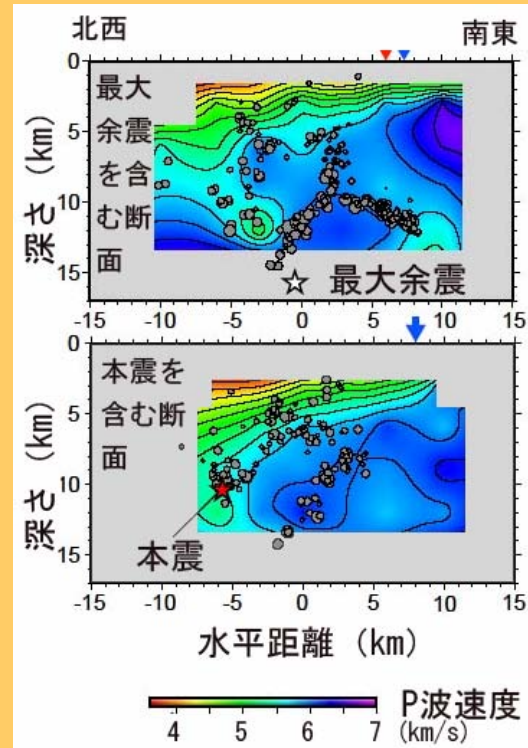 北西 南東
0
最大
余震
を含
む断
面
5
10
15
深さ (km)
最大余震
-15 -10 -5 0 5 10 15
0
本震を
含む断
面
5
10
15
深さ (km)
本震
-15 -10 -5 0 5 10 15
水平距離 (km)
4 5 6 7
P波速度
(km/s)